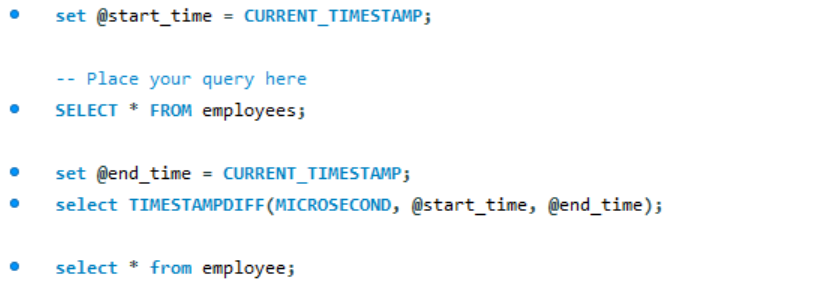 set @start_time = CURRENT_TIMESTAMP;
-- Place your query here
SELECT * FROM employees;
set @end_time = CURRENT_TIMESTAMP;
select TIMESTAMPDIFF(MICROSECOND, @start_time, @end_time);
select * from employee;